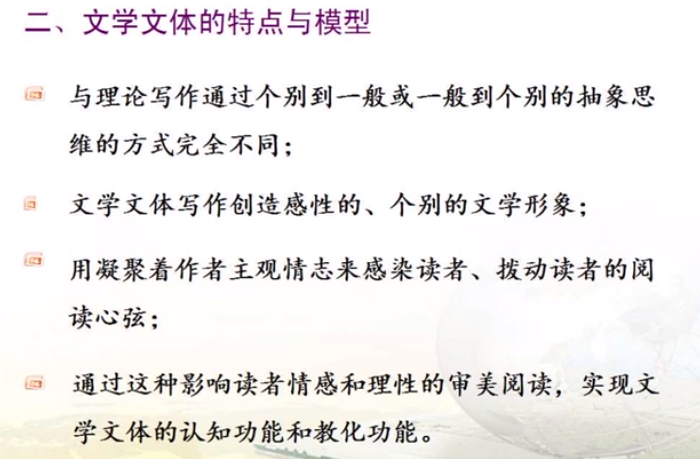 二、文学文体的特点与模型
与理论写作通过个别到一般或一般到个别的抽象思
维的方式完全不同；
文学文体写作创造感性的、个别的文学形象；
用凝聚着作者主观情志来感染读者、拨动读者的阅
读心弦；
通过这种影响读者情感和理性的审美阅读，实现文
学文体的认知功能和教化功能。